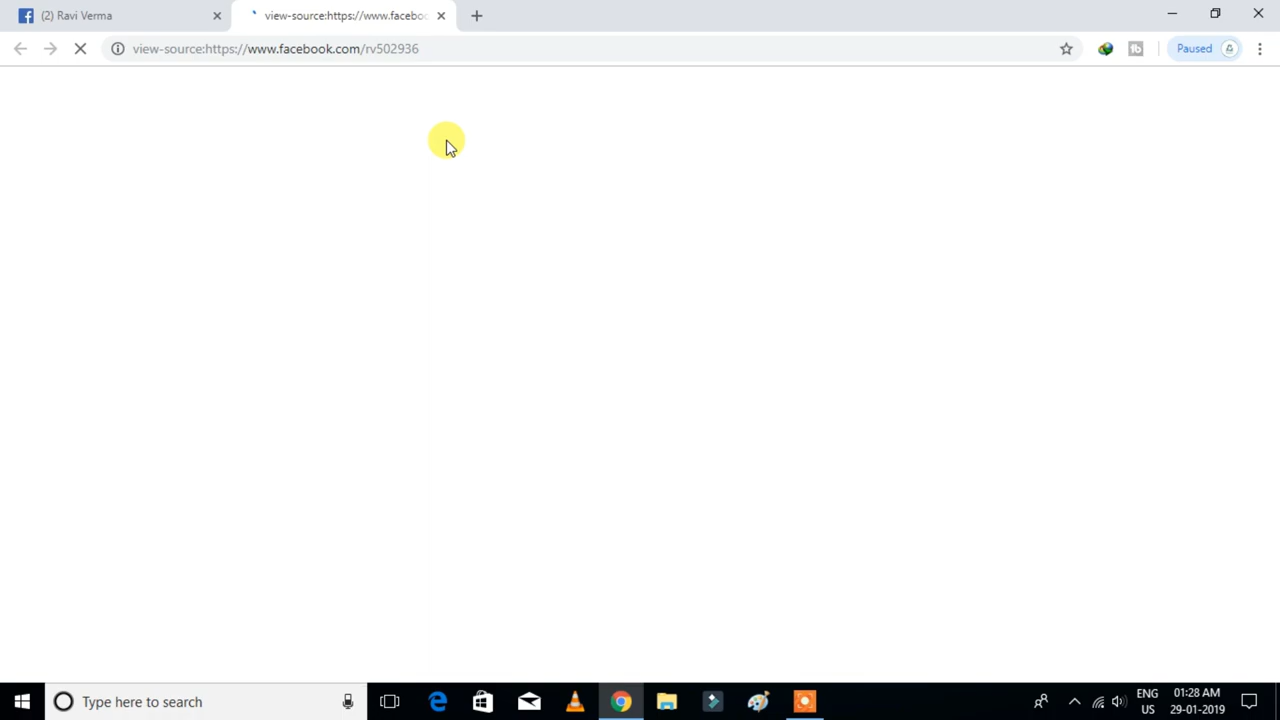 (2) Ravi Verma
view-source:https://www.faceboo
view-source:https://www.facebook.com/rv502936
Paused
Type here to search
ENG
US
01:28 AM
29-01-2019